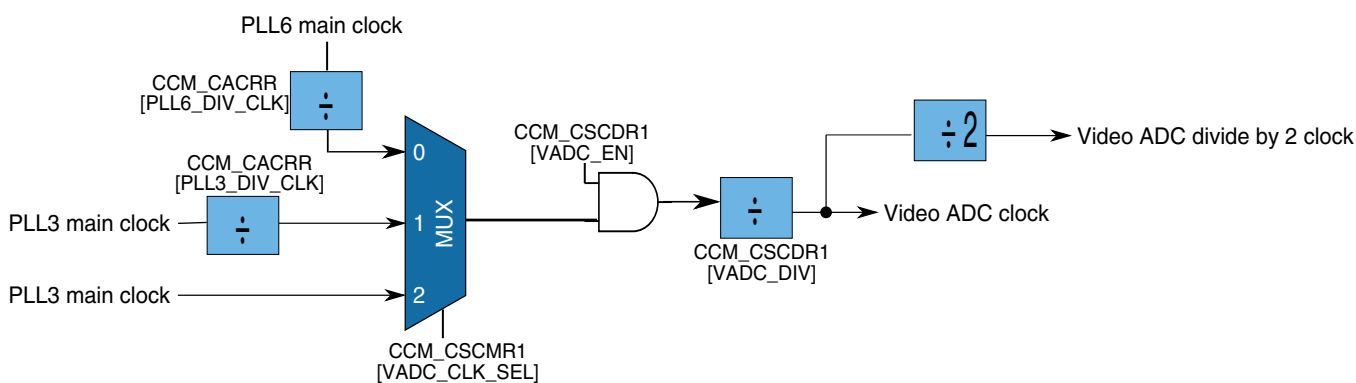 PLL6 main clock
CCM_CACRR
[PLL6_DIV_CLK]
÷
CCM_CACRR
[PLL3_DIV_CLK]
PLL3 main clock
÷
PLL3 main clock
0
1
2
MUX
CCM_CSCMR1
[VADC_CLK_SEL]
CCM_CSCDR1
[VADC_EN]
÷
CCM_CSCDR1
[VADC_DIV]
÷2
Video ADC divide by 2 clock
Video ADC clock